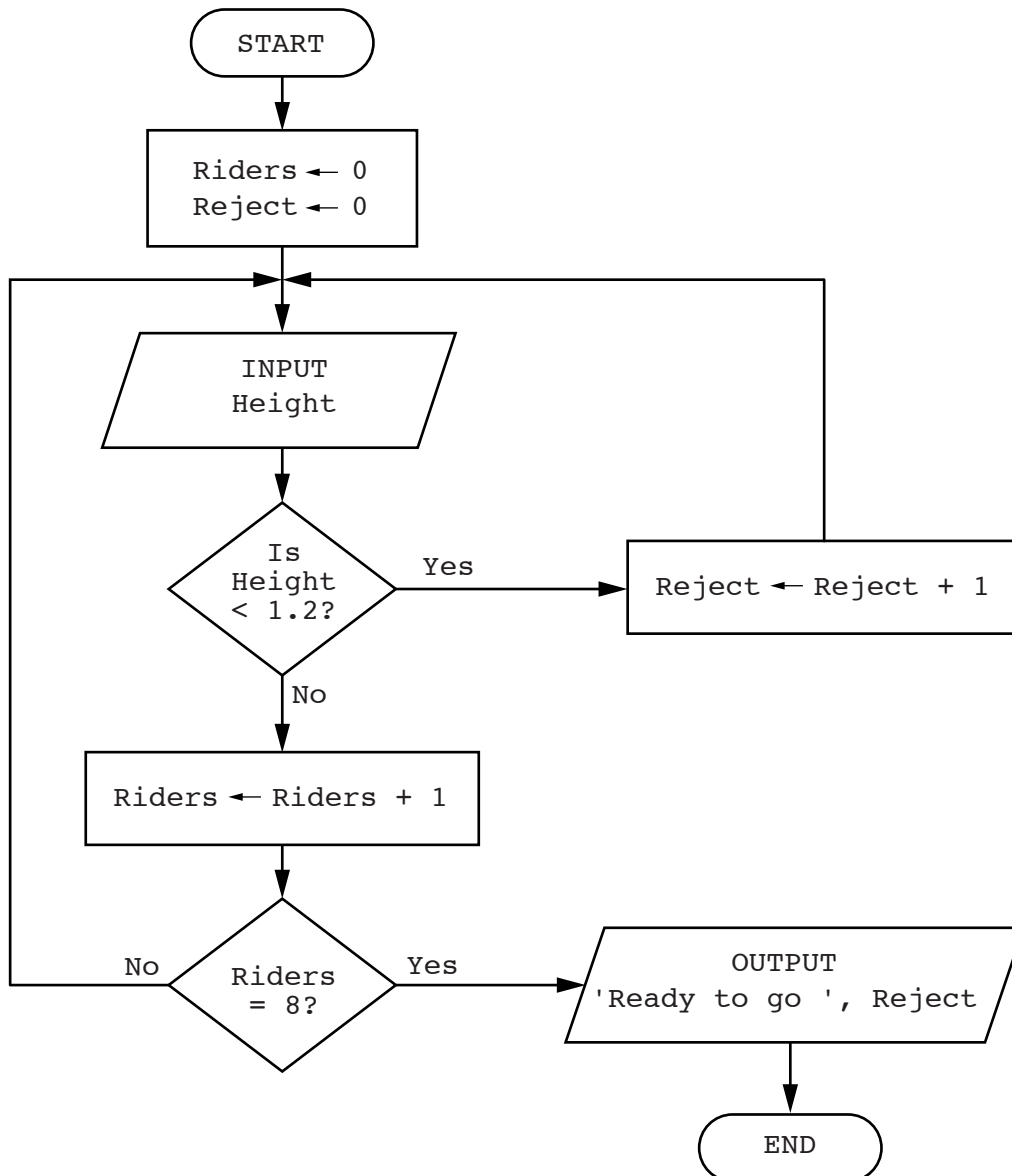 START
Riders ← 0
Reject ← 0
INPUT
Height
Is
Height
< 1.2?
Yes
Reject ← Reject + 1
No
Riders ← Riders + 1
Riders
= 8?
No
Yes
OUTPUT
'Ready to go ', Reject
END